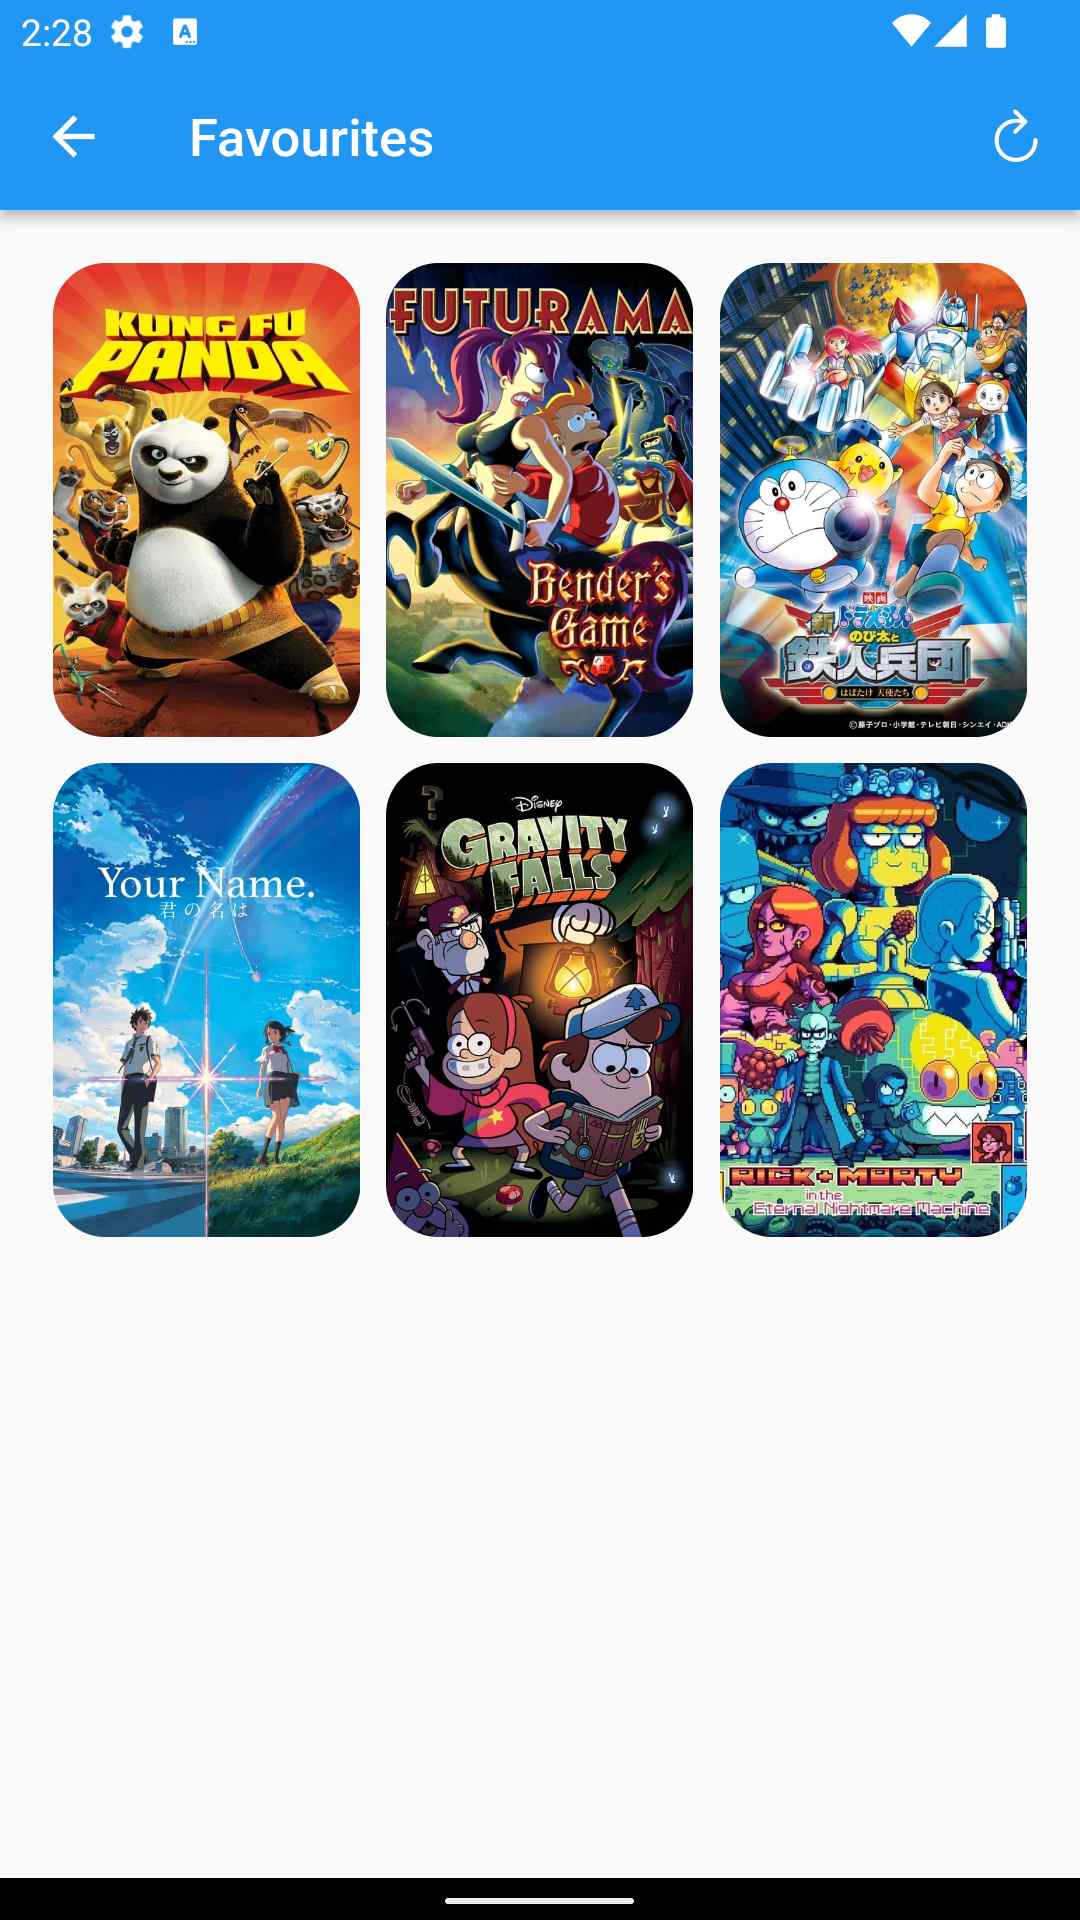 2:28
Favourites
KUNG FU
PANDA
FUTURAMA
Bender's
Game
映画
新ドラえもん
のび太と
鉄人兵団
はばたけ 天使たち
©藤子プロ・小学館・テレビ朝日・シンエイ・AD
Your Name.
君の名は
?
Disney
GRAVITY
FALLS
3
RICK + MORTY
in the
Eternal Nightmare Machine